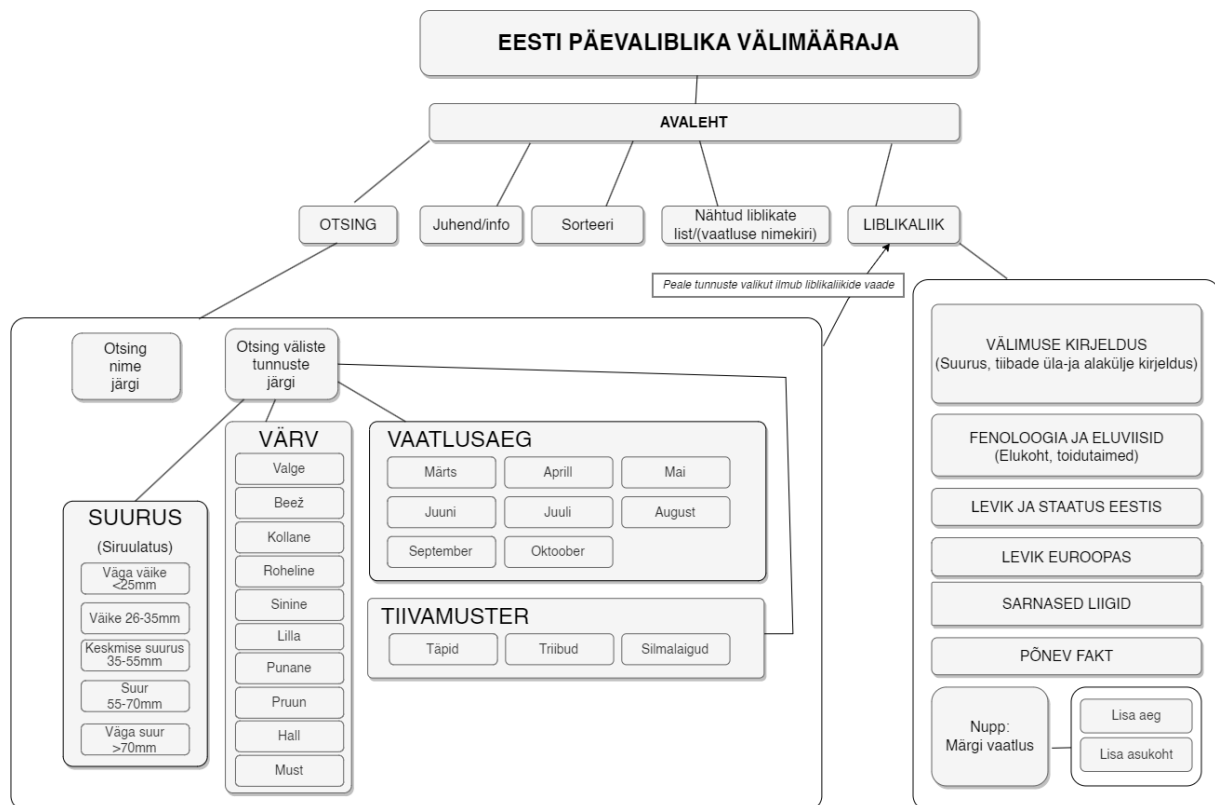 EESTI PÄEVALIBLIKA VÄLIMÄÄRAJA
AVALEHT
OTSING
Juhend/info
Sorteeri
Nähtud liblikate
list/(vaatluse nimekiri)
LIBLIKALIIK
Peale tunnuste valikut ilmub liblikaliikide vaade
Otsing
nime
järgi
Otsing väliste
tunnuste
järgi
SUURUS
(Siruulatus)
Väga väike
<25mm
Väike 26-35mm
Keskmise suurus
35-55mm
Suur
55-70mm
Väga suur
>70mm
VÄRV
Valge
Beež
Kollane
Roheline
Sinine
Lilla
Punane
Pruun
Hall
Must
VAATLUSAEG
Märts
Aprill
Mai
Juuni
Juuli
August
September
Oktoober
TIIVAMUSTER
Täpid
Triibud
Silmalaigud
VÄLIMUSE KIRJELDUS
(Suurus, tiibade üla-ja alakülje kirjeldus)
FENOLOOGIA JA ELUVIISID
(Elukoht, toidutaimed)
LEVIK JA STAATUS EESTIS
LEVIK EUROOPAS
SARNASED LIIGID
PÕNEV FAKT
Nupp:
Märgi vaatlus
Lisa aeg
Lisa asukoht